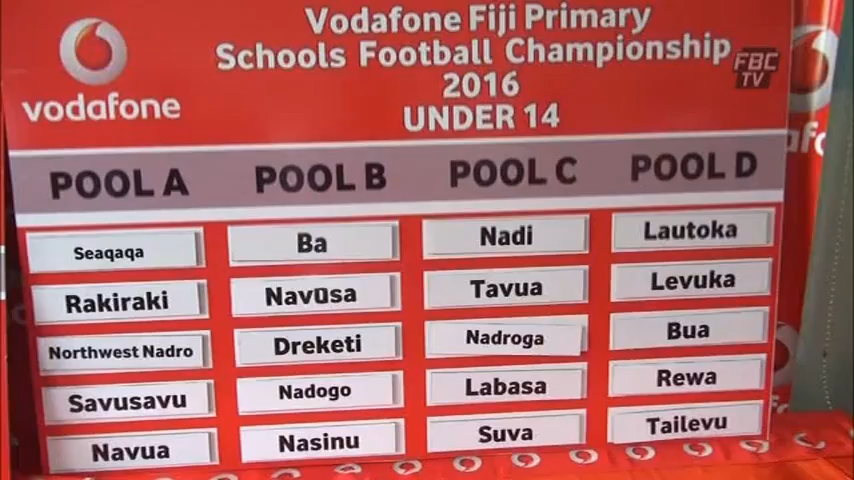 Vodafone Fiji Primary
Schools Football Championship
2016
UNDER 14
vodafone
FBC
TV
POOL A POOL B POOL C POOL D
Seaqaqa Ba Nadi Lautoka
Rakiraki Navosa Tavua Levuka
Northwest Nadro Dreketi Nadroga Bua
Savusavu Nadogo Labasa Rewa
Navua Nasinu Suva Tailevu